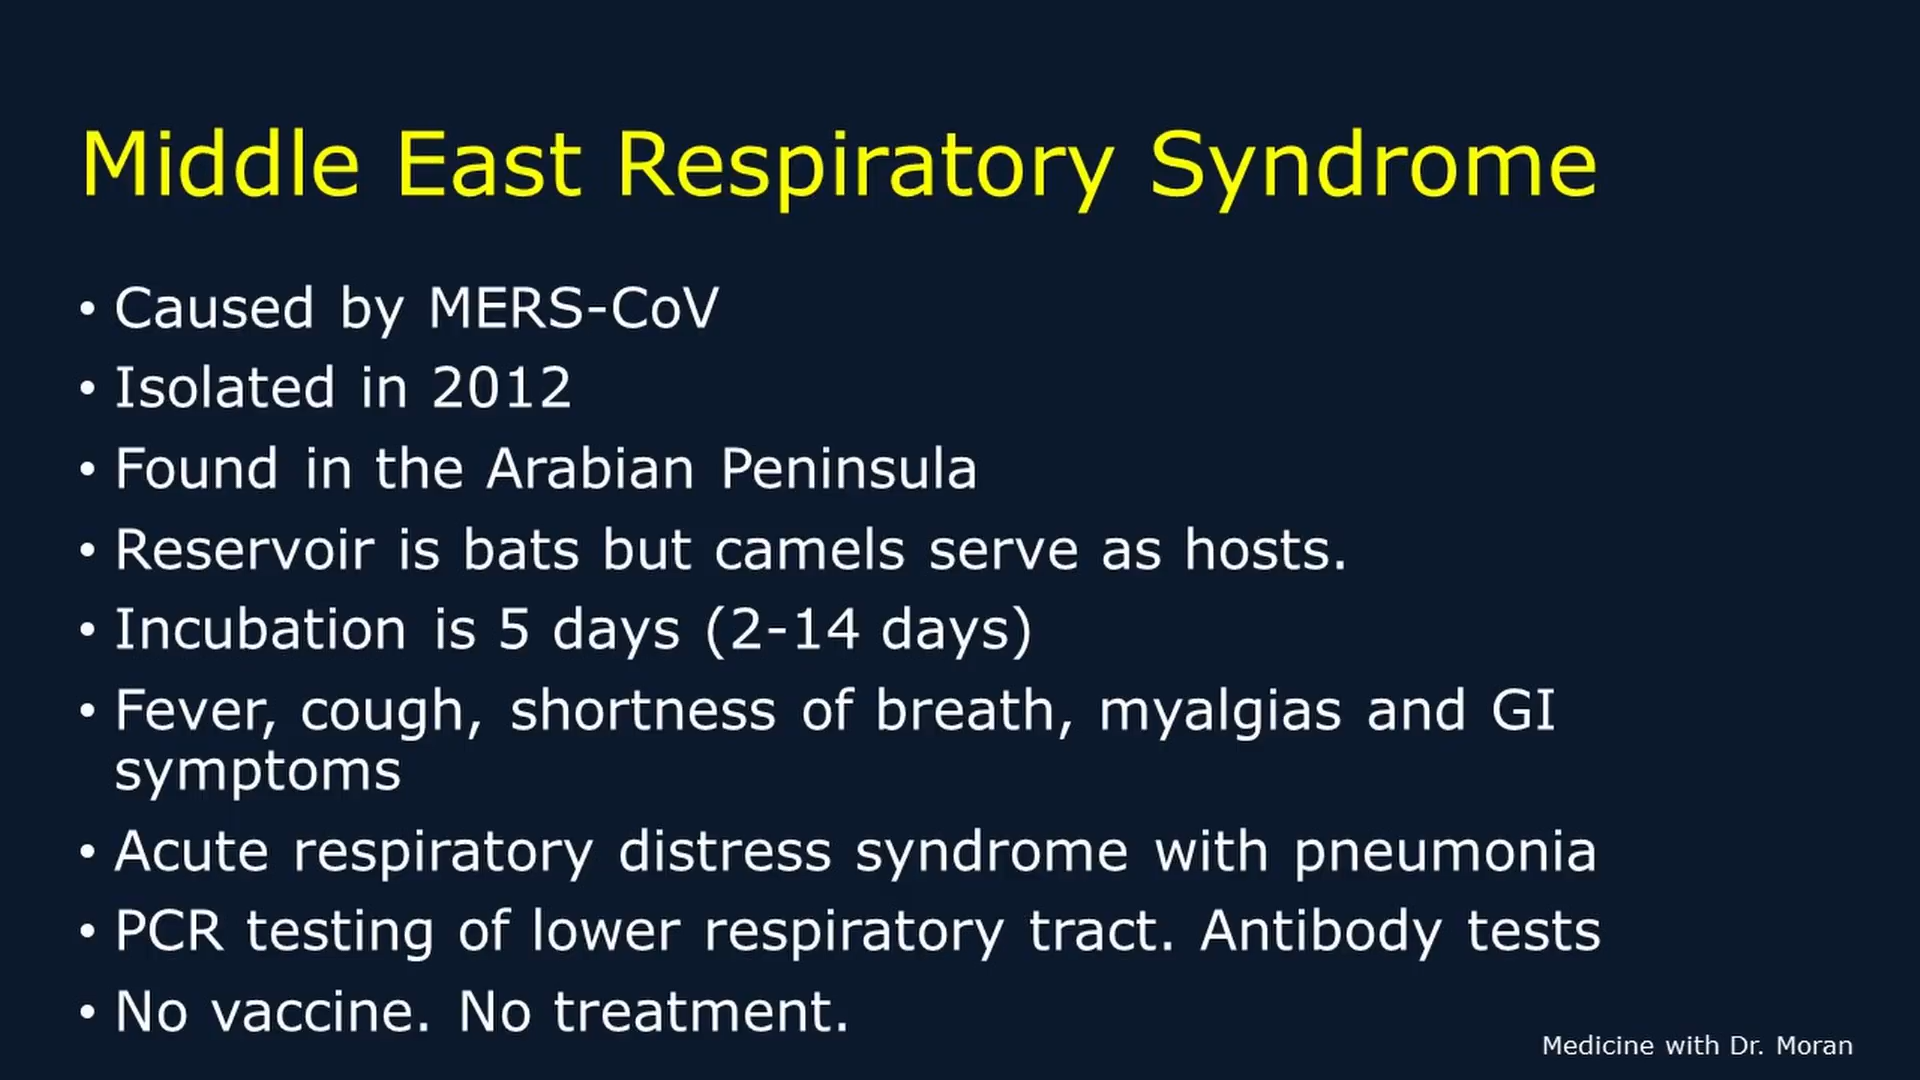 Middle East Respiratory Syndrome
• Caused by MERS-CoV
• Isolated in 2012
• Found in the Arabian Peninsula
• Reservoir is bats but camels serve as hosts.
• Incubation is 5 days (2-14 days)
• Fever, cough, shortness of breath, myalgias and GI
symptoms
• Acute respiratory distress syndrome with pneumonia
• PCR testing of lower respiratory tract. Antibody tests
• No vaccine. No treatment.
Medicine with Dr. Moran